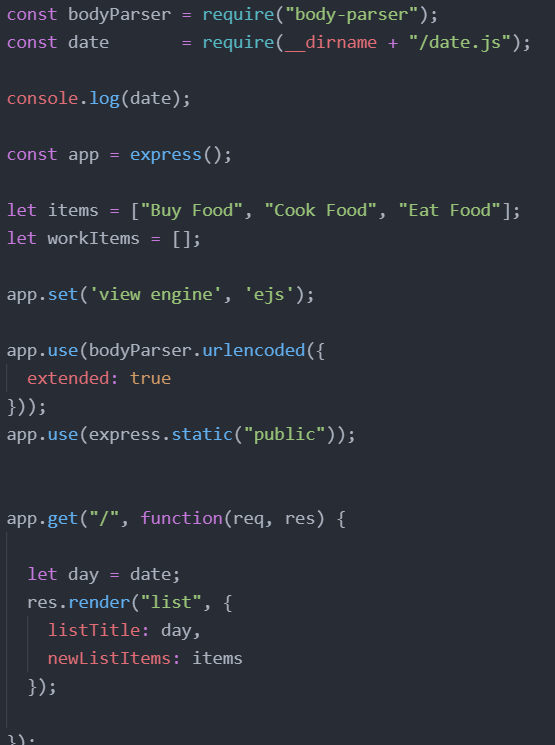 const bodyParser = require("body-parser");
const date       = require(__dirname + "/date.js");
console.log(date);
const app = express();
let items = ["Buy Food", "Cook Food", "Eat Food"];
let workItems = [];
app.set('view engine', 'ejs');
app.use(bodyParser.urlencoded({
  extended: true
}));
app.use(express.static("public"));
app.get("/", function(req, res) {
  let day = date;
  res.render("list", {
    listTitle: day,
    newListItems: items
  });
});